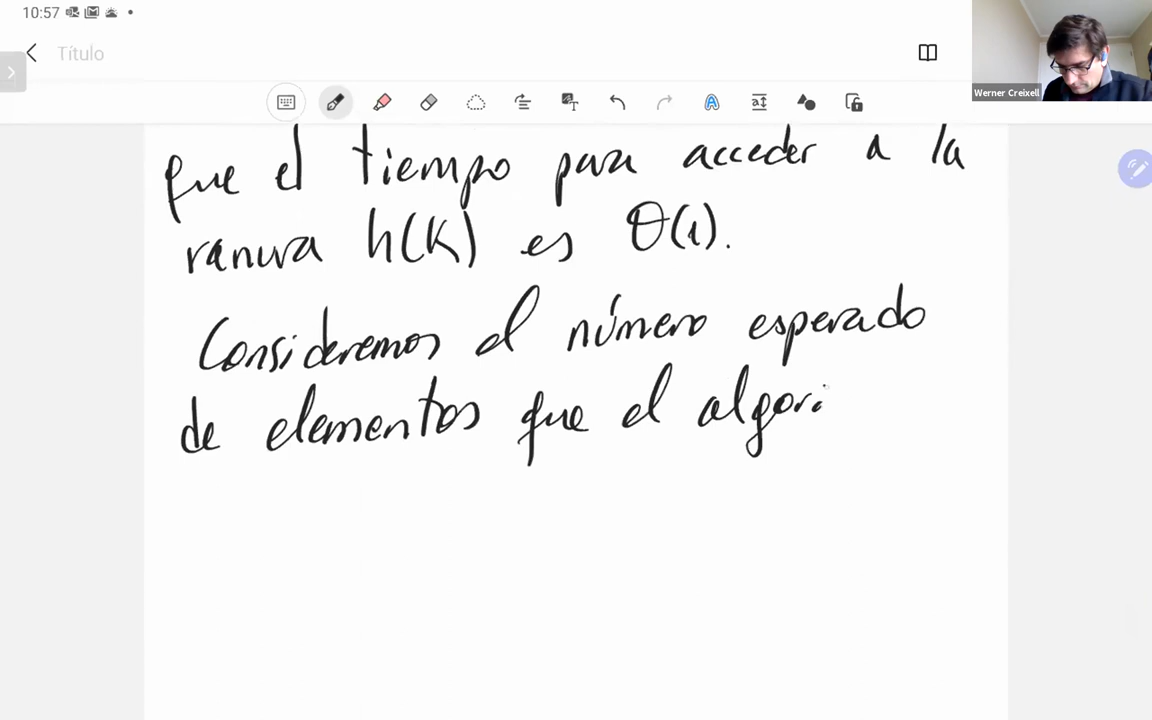 10:57
Título
Werner Creixell
que el tiempo para acceder a la
ranura h(k) es Θ(1).
Consideremos el número esperado
de elementos que el algori